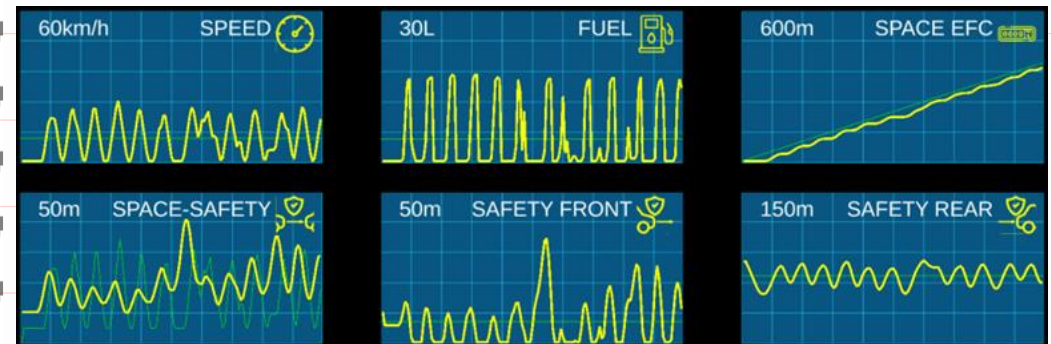 60km/h SPEED
30L FUEL
600m SPACE EFC
50m SPACE-SAFETY
50m SAFETY FRONT
150m SAFETY REAR